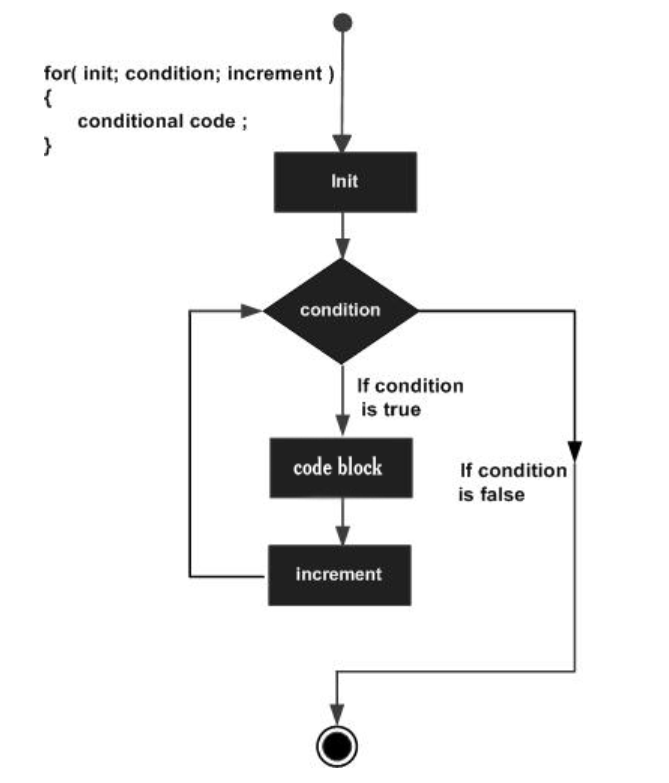 for( init; condition; increment )
{
conditional code ;
}
Init
condition
If condition
is true
code block
If condition
is false
increment